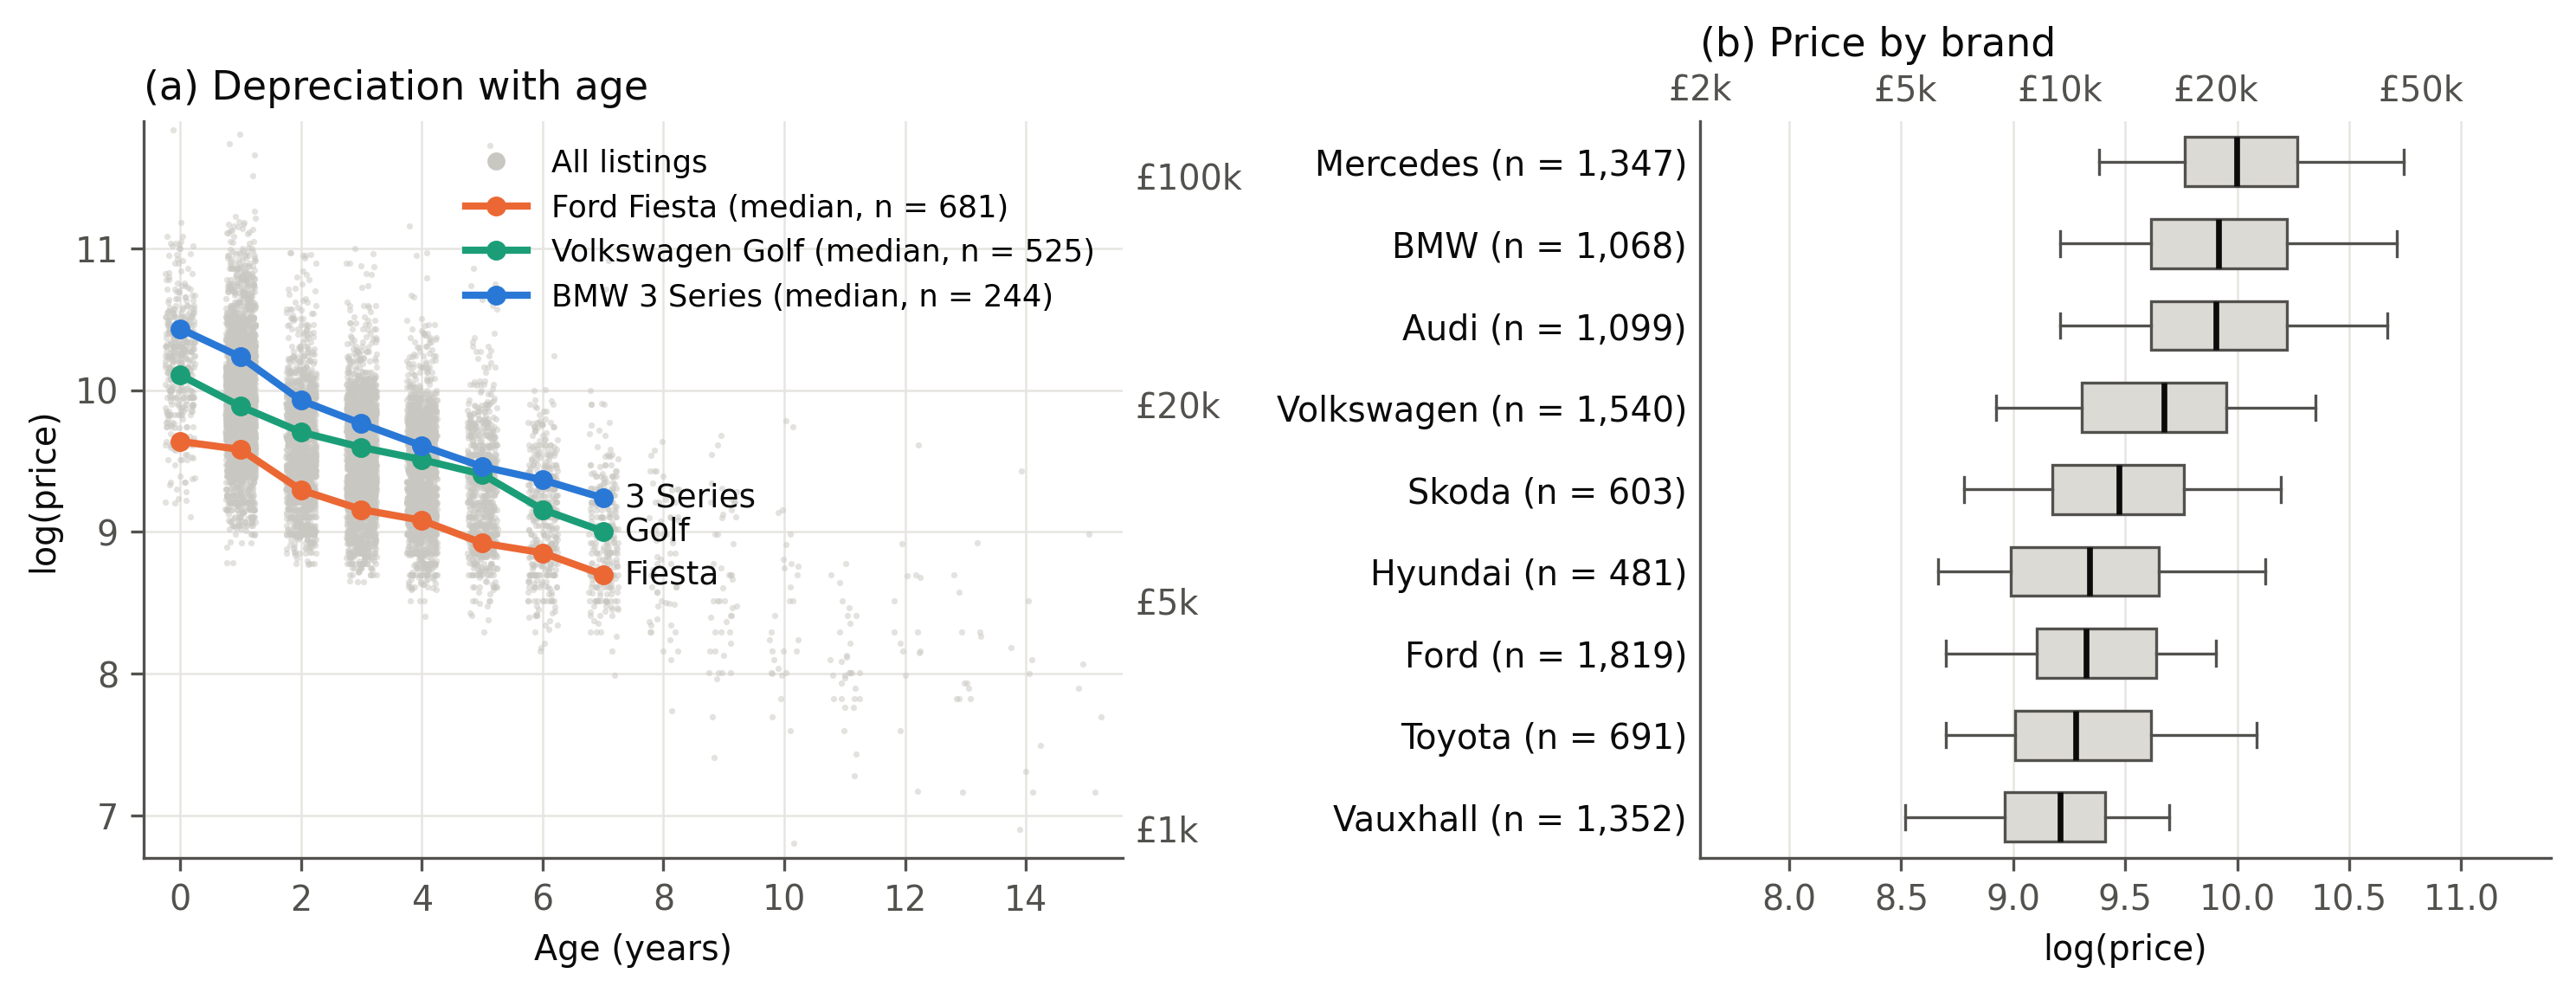 (a) Depreciation with age
All listings
Ford Fiesta (median, n = 681)
Volkswagen Golf (median, n = 525)
BMW 3 Series (median, n = 244)
3 Series
Golf
Fiesta
log(price)
11
10
9
8
7
£100k
£20k
£5k
£1k
0 2 4 6 8 10 12 14
Age (years)
(b) Price by brand
£2k £5k £10k £20k £50k
Mercedes (n = 1,347)
BMW (n = 1,068)
Audi (n = 1,099)
Volkswagen (n = 1,540)
Skoda (n = 603)
Hyundai (n = 481)
Ford (n = 1,819)
Toyota (n = 691)
Vauxhall (n = 1,352)
8.0 8.5 9.0 9.5 10.0 10.5 11.0
log(price)